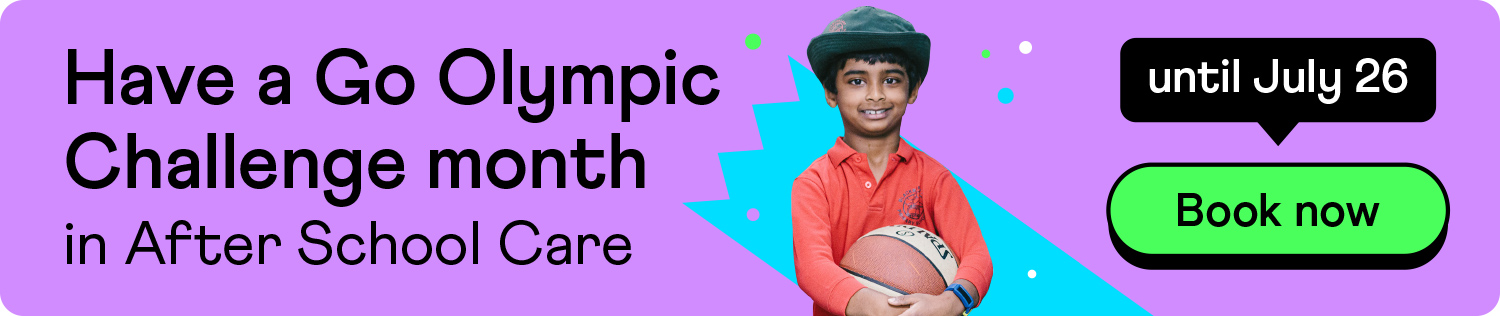 Have a Go Olympic
Challenge month
in After School Care
until July 26
Book now